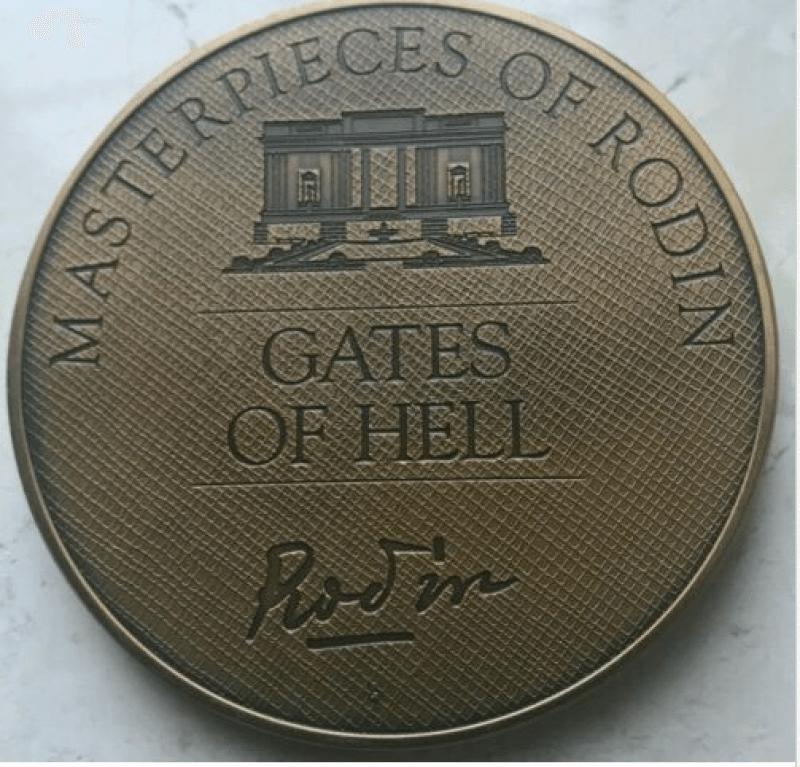 MASTERPIECES OF RODIN
GATES
OF HELL
Rodin